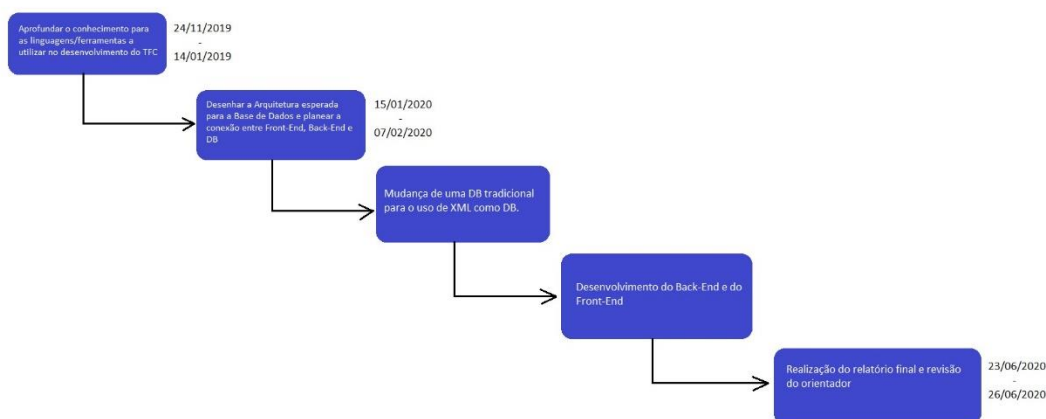 Aprofundar o conhecimento para
as linguagens/ferramentas a
utilizar no desenvolvimento do TFC
24/11/2019
-
14/01/2019
Desenhar a Arquitetura esperada
para a Base de Dados e planear a
conexão entre Front-End, Back-End e
DB
15/01/2020
-
07/02/2020
Mudança de uma DB tradicional
para o uso de XML como DB.
Desenvolvimento do Back-End e do
Front-End
Realização do relatório final e revisão
do orientador
23/06/2020
-
26/06/2020